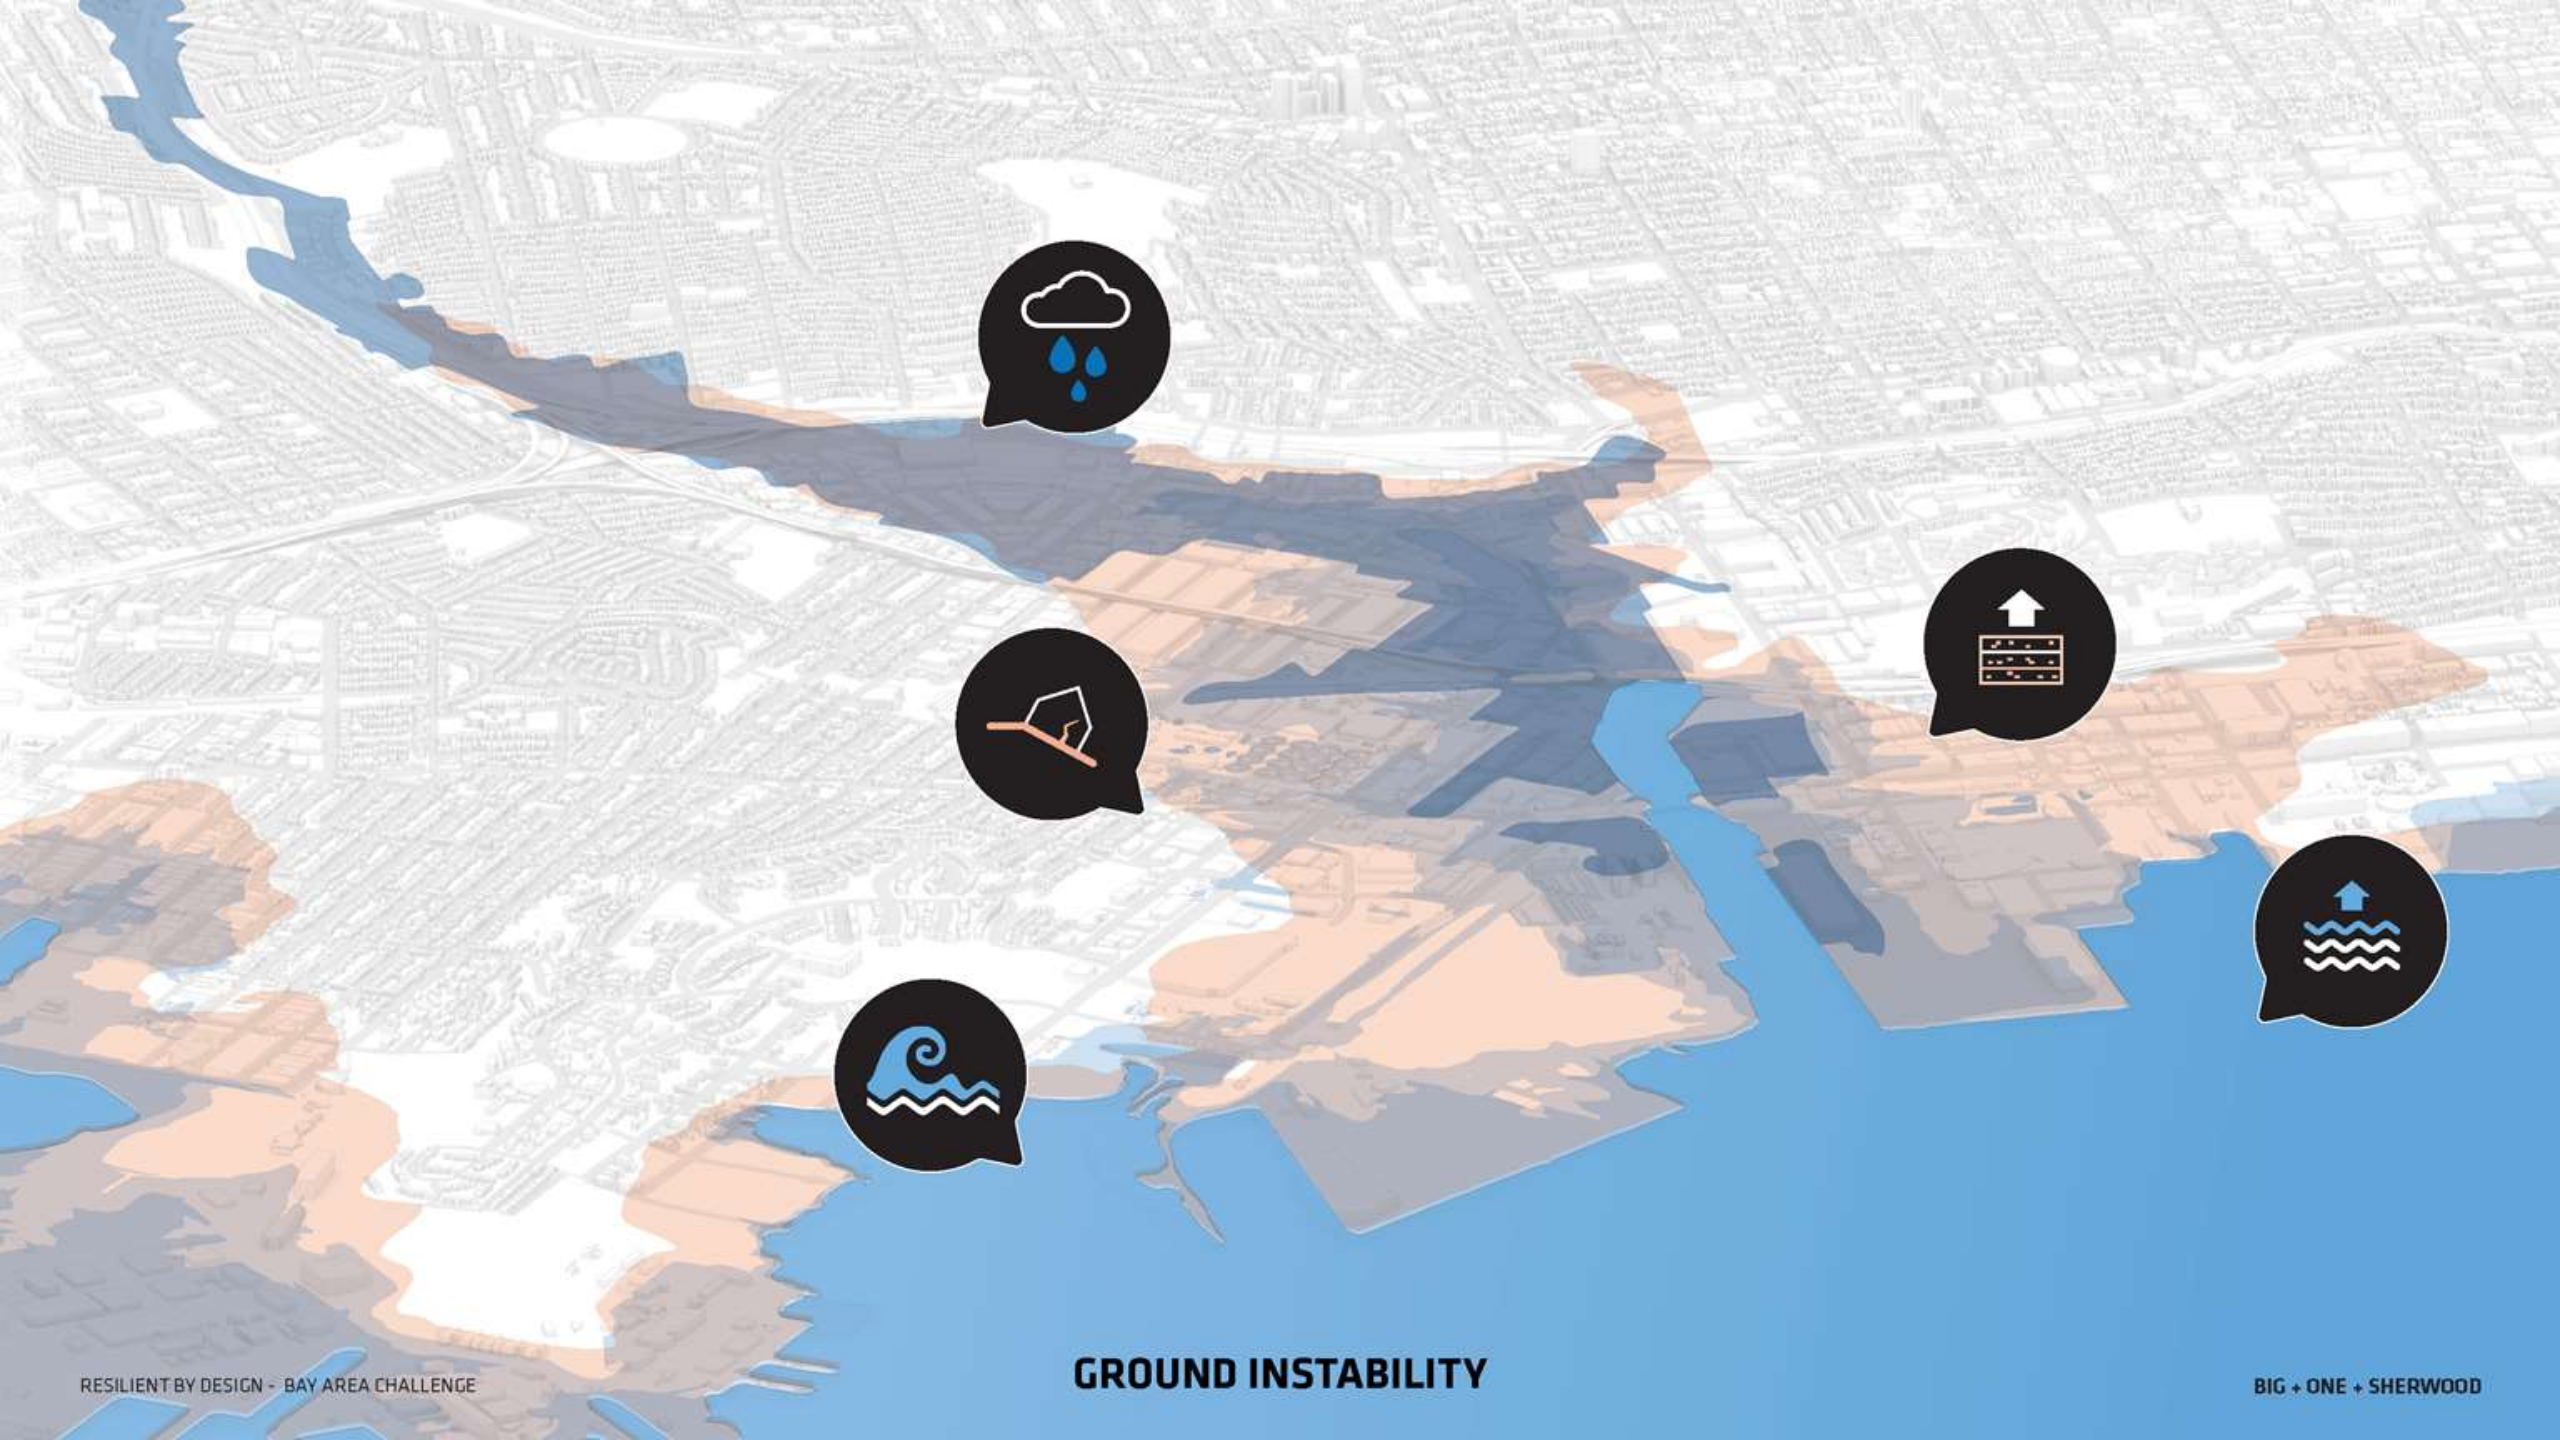 GROUND INSTABILITY
RESILIENT BY DESIGN - BAY AREA CHALLENGE
BIG + ONE + SHERWOOD